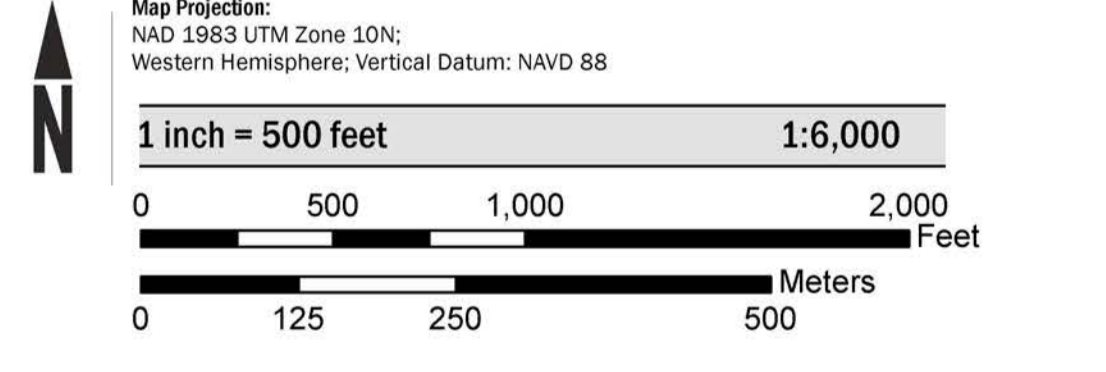 Map Projection:
NAD 1983 UTM Zone 10N;
Western Hemisphere; Vertical Datum: NAVD 88
N
1 inch = 500 feet 1:6,000
0 500 1,000 2,000
Feet
Meters
0 125 250 500